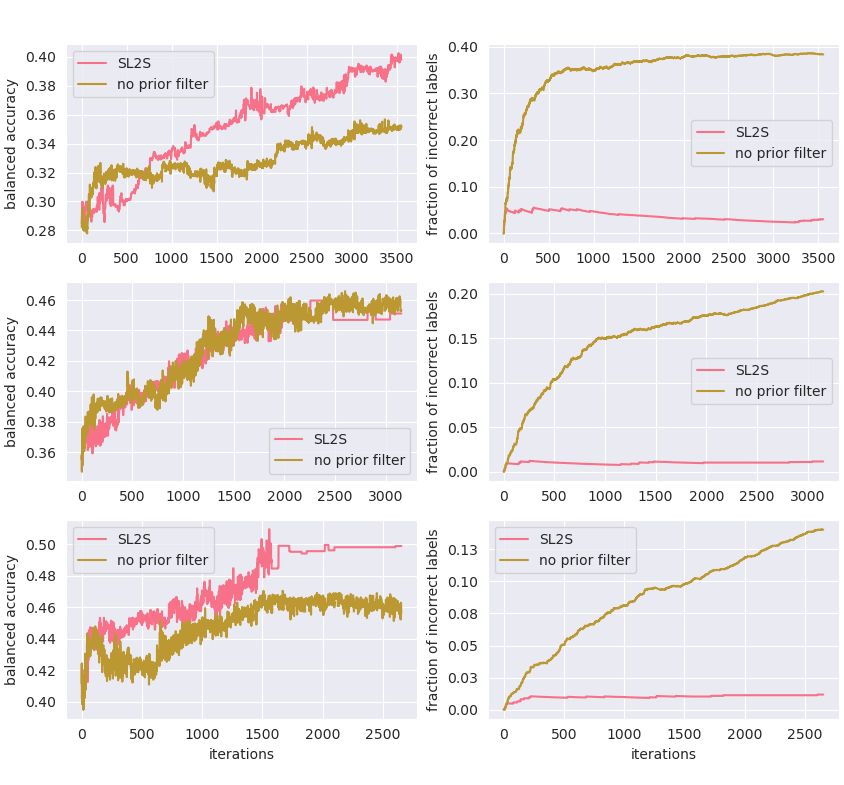 balanced accuracy
0.40
0.38
0.36
0.34
0.32
0.30
0.28
SL2S
no prior filter
0 500 1000 1500 2000 2500 3000 3500
fraction of incorrect labels
0.40
0.30
0.20
0.10
0.00
SL2S
no prior filter
0 500 1000 1500 2000 2500 3000 3500
balanced accuracy
0.46
0.44
0.42
0.40
0.38
0.36
SL2S
no prior filter
0 500 1000 1500 2000 2500 3000
fraction of incorrect labels
0.20
0.15
0.10
0.05
0.00
SL2S
no prior filter
0 500 1000 1500 2000 2500 3000
balanced accuracy
0.50
0.48
0.46
0.44
0.42
0.40
SL2S
no prior filter
0 500 1000 1500 2000 2500
iterations
fraction of incorrect labels
0.13
0.10
0.08
0.05
0.03
0.00
SL2S
no prior filter
0 500 1000 1500 2000 2500
iterations